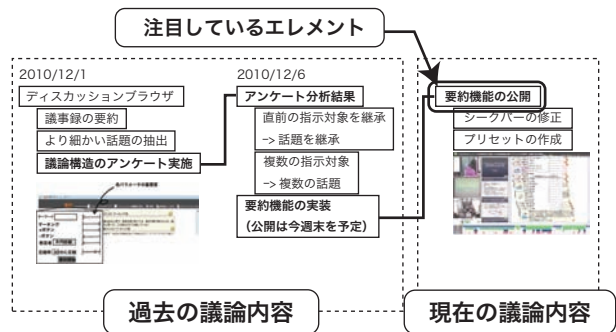 注目しているエレメント
2010/12/1
ディスカッションブラウザ
議事録の要約
より細かい話題の抽出
議論構造のアンケート実施
2010/12/6
アンケート分析結果
直前の指示対象を継承
–> 話題を継承
複数の指示対象
–> 複数の話題
要約機能の実装
(公開は今週末を予定)
要約機能の公開
シークバーの修正
プリセットの作成
過去の議論内容
現在の議論内容